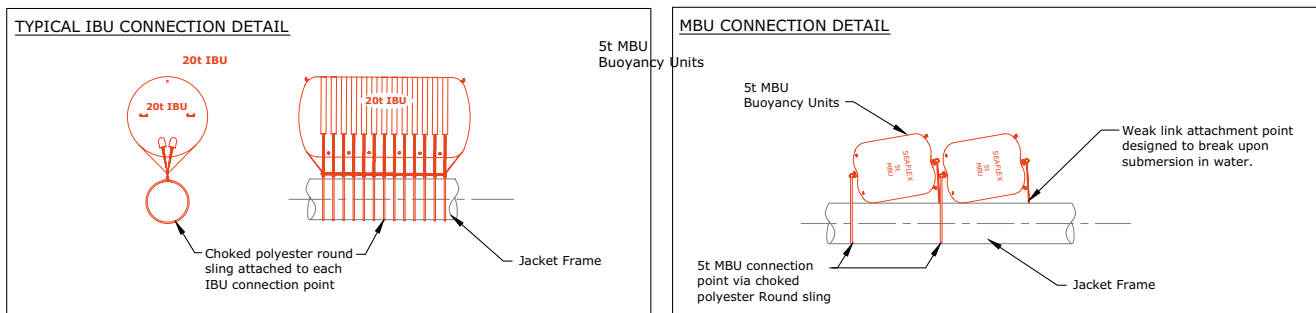 TYPICAL IBU CONNECTION DETAIL
20t IBU
20t IBU
20t IBU
5t MBU
Buoyancy Units
Choked polyester round
sling attached to each
IBU connection point
Jacket Frame
MBU CONNECTION DETAIL
5t MBU
Buoyancy Units
Weak link attachment point
designed to break upon
submersion in water.
SEAFLEX
5t
MBU
SEAFLEX
5t
MBU
5t MBU connection
point via choked
polyester Round sling
Jacket Frame